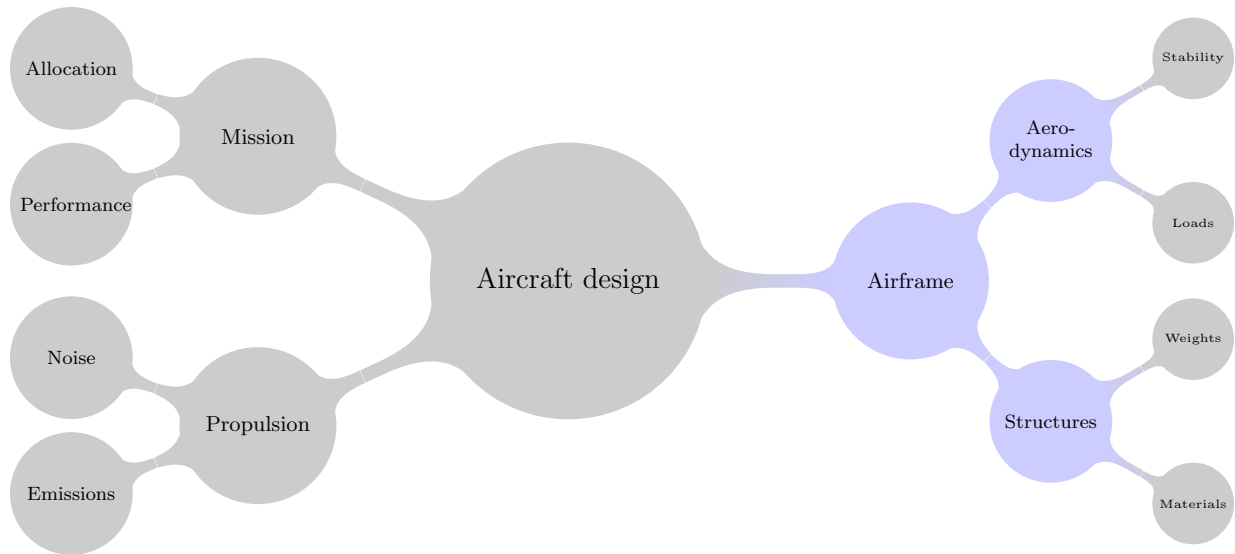 Allocation
Performance
Mission
Noise
Emissions
Propulsion
Aircraft design
Airframe
Aero-
dynamics
Stability
Loads
Structures
Weights
Materials